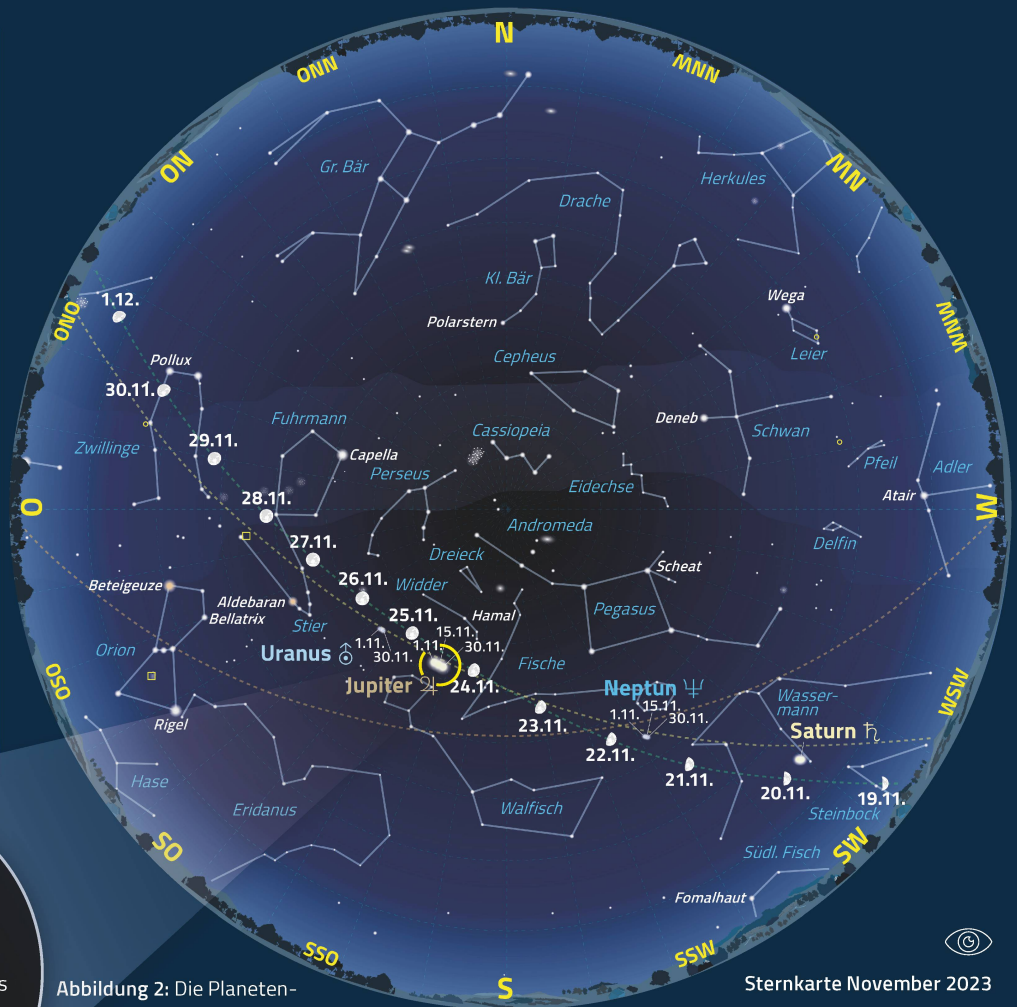 N
NNO
NNW
NO
NW
Gr. Bär
Herkules
Drache
Kl. Bär
1.12.
ONO
Wega
WNW
Polarstern
Leier
Pollux
Cepheus
30.11.
Fuhrmann
Deneb
Schwan
Zwillinge
29.11.
Cassiopeia
Capella
Pfeil
Adler
Perseus
28.11.
Eidechse
Atair
O
W
Andromeda
27.11.
Delfin
Dreieck
Scheat
26.11.
Widder
Beteigeuze
Aldebaran
Pegasus
Bellatrix
25.11.
Hamal
Stier
15.11.
1.11.
1.11.
30.11.
Orion
Uranus ⛢
30.11.
Fische
OSO
Jupiter ♃
24.11.
Neptun ♆
WSW
Wasser-
mann
15.11.
1.11.
30.11.
Rigel
23.11.
Saturn ♄
22.11.
21.11.
Hase
20.11.
19.11.
Eridanus
Walfisch
Steinbock
SO
SW
Südl. Fisch
Fomalhaut
SSO
SSW
s
Abbildung 2: Die Planeten-
S
Sternkarte November 2023